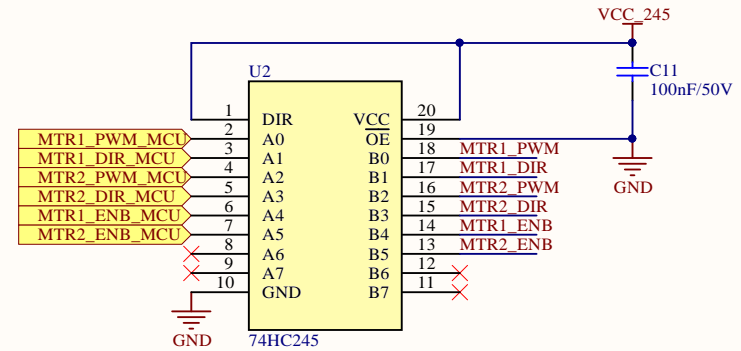 VCC_245
U2
C11
100nF/50V
1 DIR VCC 20
MTR1_PWM_MCU 2 A0 OE 19
MTR1_DIR_MCU 3 A1 B0 18 MTR1_PWM
MTR2_PWM_MCU 4 A2 B1 17 MTR1_DIR
MTR2_DIR_MCU 5 A3 B2 16 MTR2_PWM
MTR1_ENB_MCU 6 A4 B3 15 MTR2_DIR
MTR2_ENB_MCU 7 A5 B4 14 MTR1_ENB
8 A6 B5 13 MTR2_ENB
9 A7 B6 12
10 GND B7 11
GND
GND
74HC245